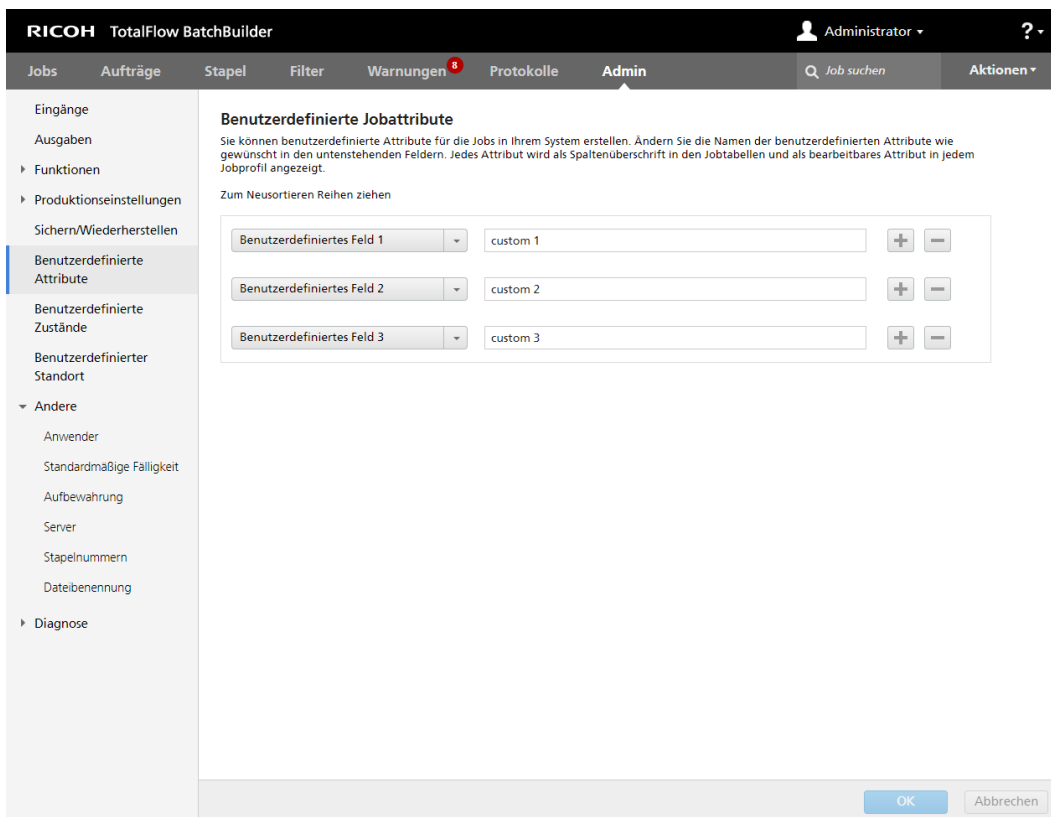 RICOH TotalFlow BatchBuilder
Administrator
?
Jobs Aufträge Stapel Filter Warnungen 8 Protokolle Admin
Job suchen
Aktionen
Eingänge
Ausgaben
Funktionen
Produktionseinstellungen
Sichern/Wiederherstellen
Benutzerdefinierte
Attribute
Benutzerdefinierte
Zustände
Benutzerdefinierter
Standort
Andere
Anwender
Standardmäßige Fälligkeit
Aufbewahrung
Server
Stapelnummern
Dateibenennung
Diagnose
Benutzerdefinierte Jobattribute
Sie können benutzerdefinierte Attribute für die Jobs in Ihrem System erstellen. Ändern Sie die Namen der benutzerdefinierten Attribute wie
gewünscht in den untenstehenden Feldern. Jedes Attribut wird als Spaltenüberschrift in den Jobtabellen und als bearbeitbares Attribut in jedem
Jobprofil angezeigt.
Zum Neusortieren Reihen ziehen
Benutzerdefiniertes Feld 1 custom 1
Benutzerdefiniertes Feld 2 custom 2
Benutzerdefiniertes Feld 3 custom 3
OK Abbrechen